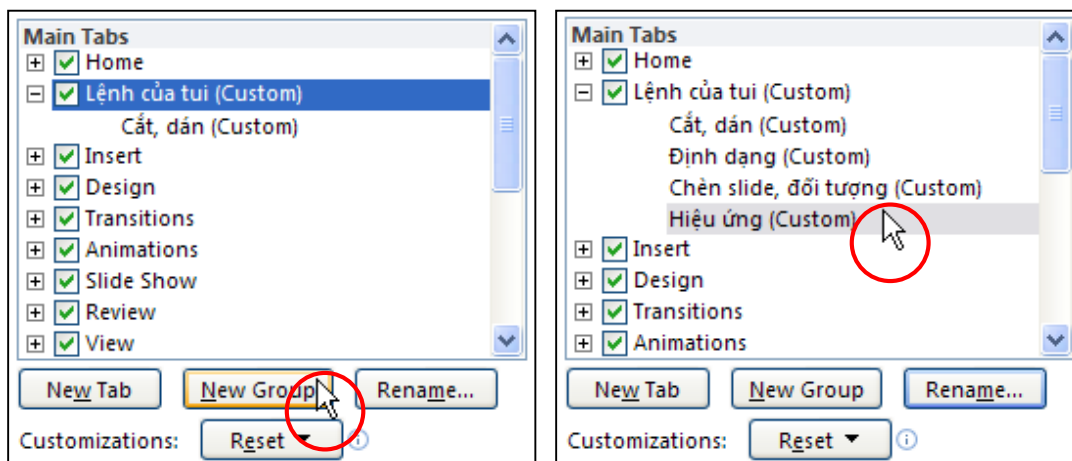 Main Tabs
Home
Lệnh của tui (Custom)
Cắt, dán (Custom)
Insert
Design
Transitions
Animations
Slide Show
Review
View
New Tab
New Group
Rename...
Customizations:
Reset
Main Tabs
Home
Lệnh của tui (Custom)
Cắt, dán (Custom)
Định dạng (Custom)
Chèn slide, đối tượng (Custom)
Hiệu ứng (Custom)
Insert
Design
Transitions
Animations
New Tab
New Group
Rename...
Customizations:
Reset